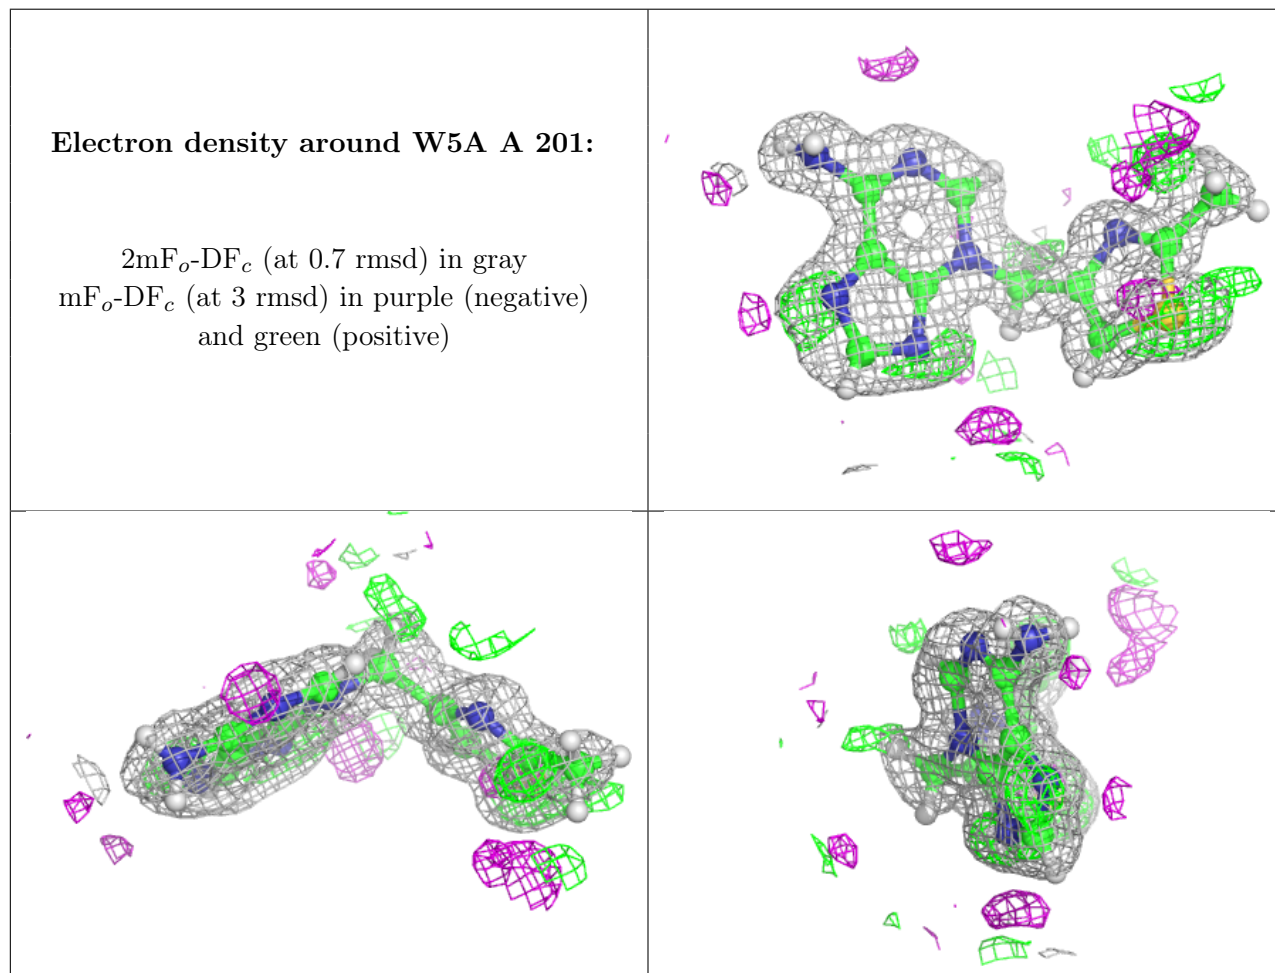 Electron density around W5A A 201:
2mFo-DFc (at 0.7 rmsd) in gray
mFo-DFc (at 3 rmsd) in purple (negative)
and green (positive)